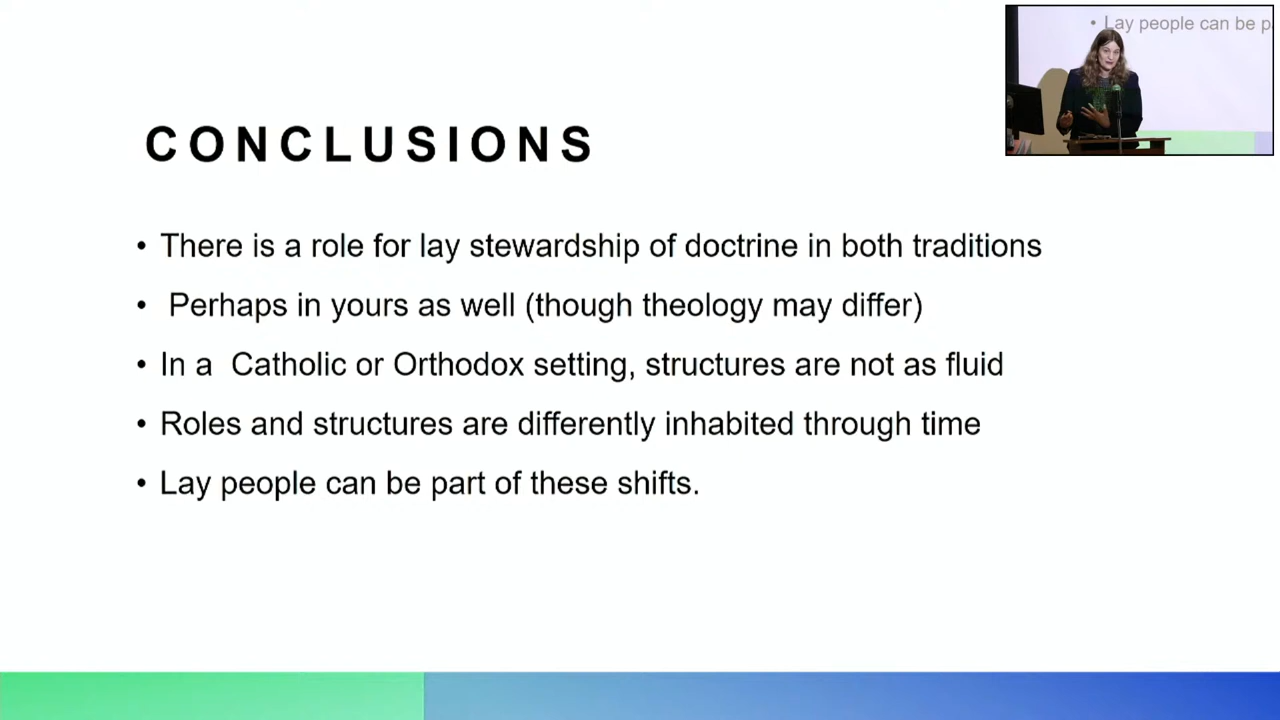 • Lay people can be p
CONCLUSIONS
• There is a role for lay stewardship of doctrine in both traditions
• Perhaps in yours as well (though theology may differ)
• In a Catholic or Orthodox setting, structures are not as fluid
• Roles and structures are differently inhabited through time
• Lay people can be part of these shifts.